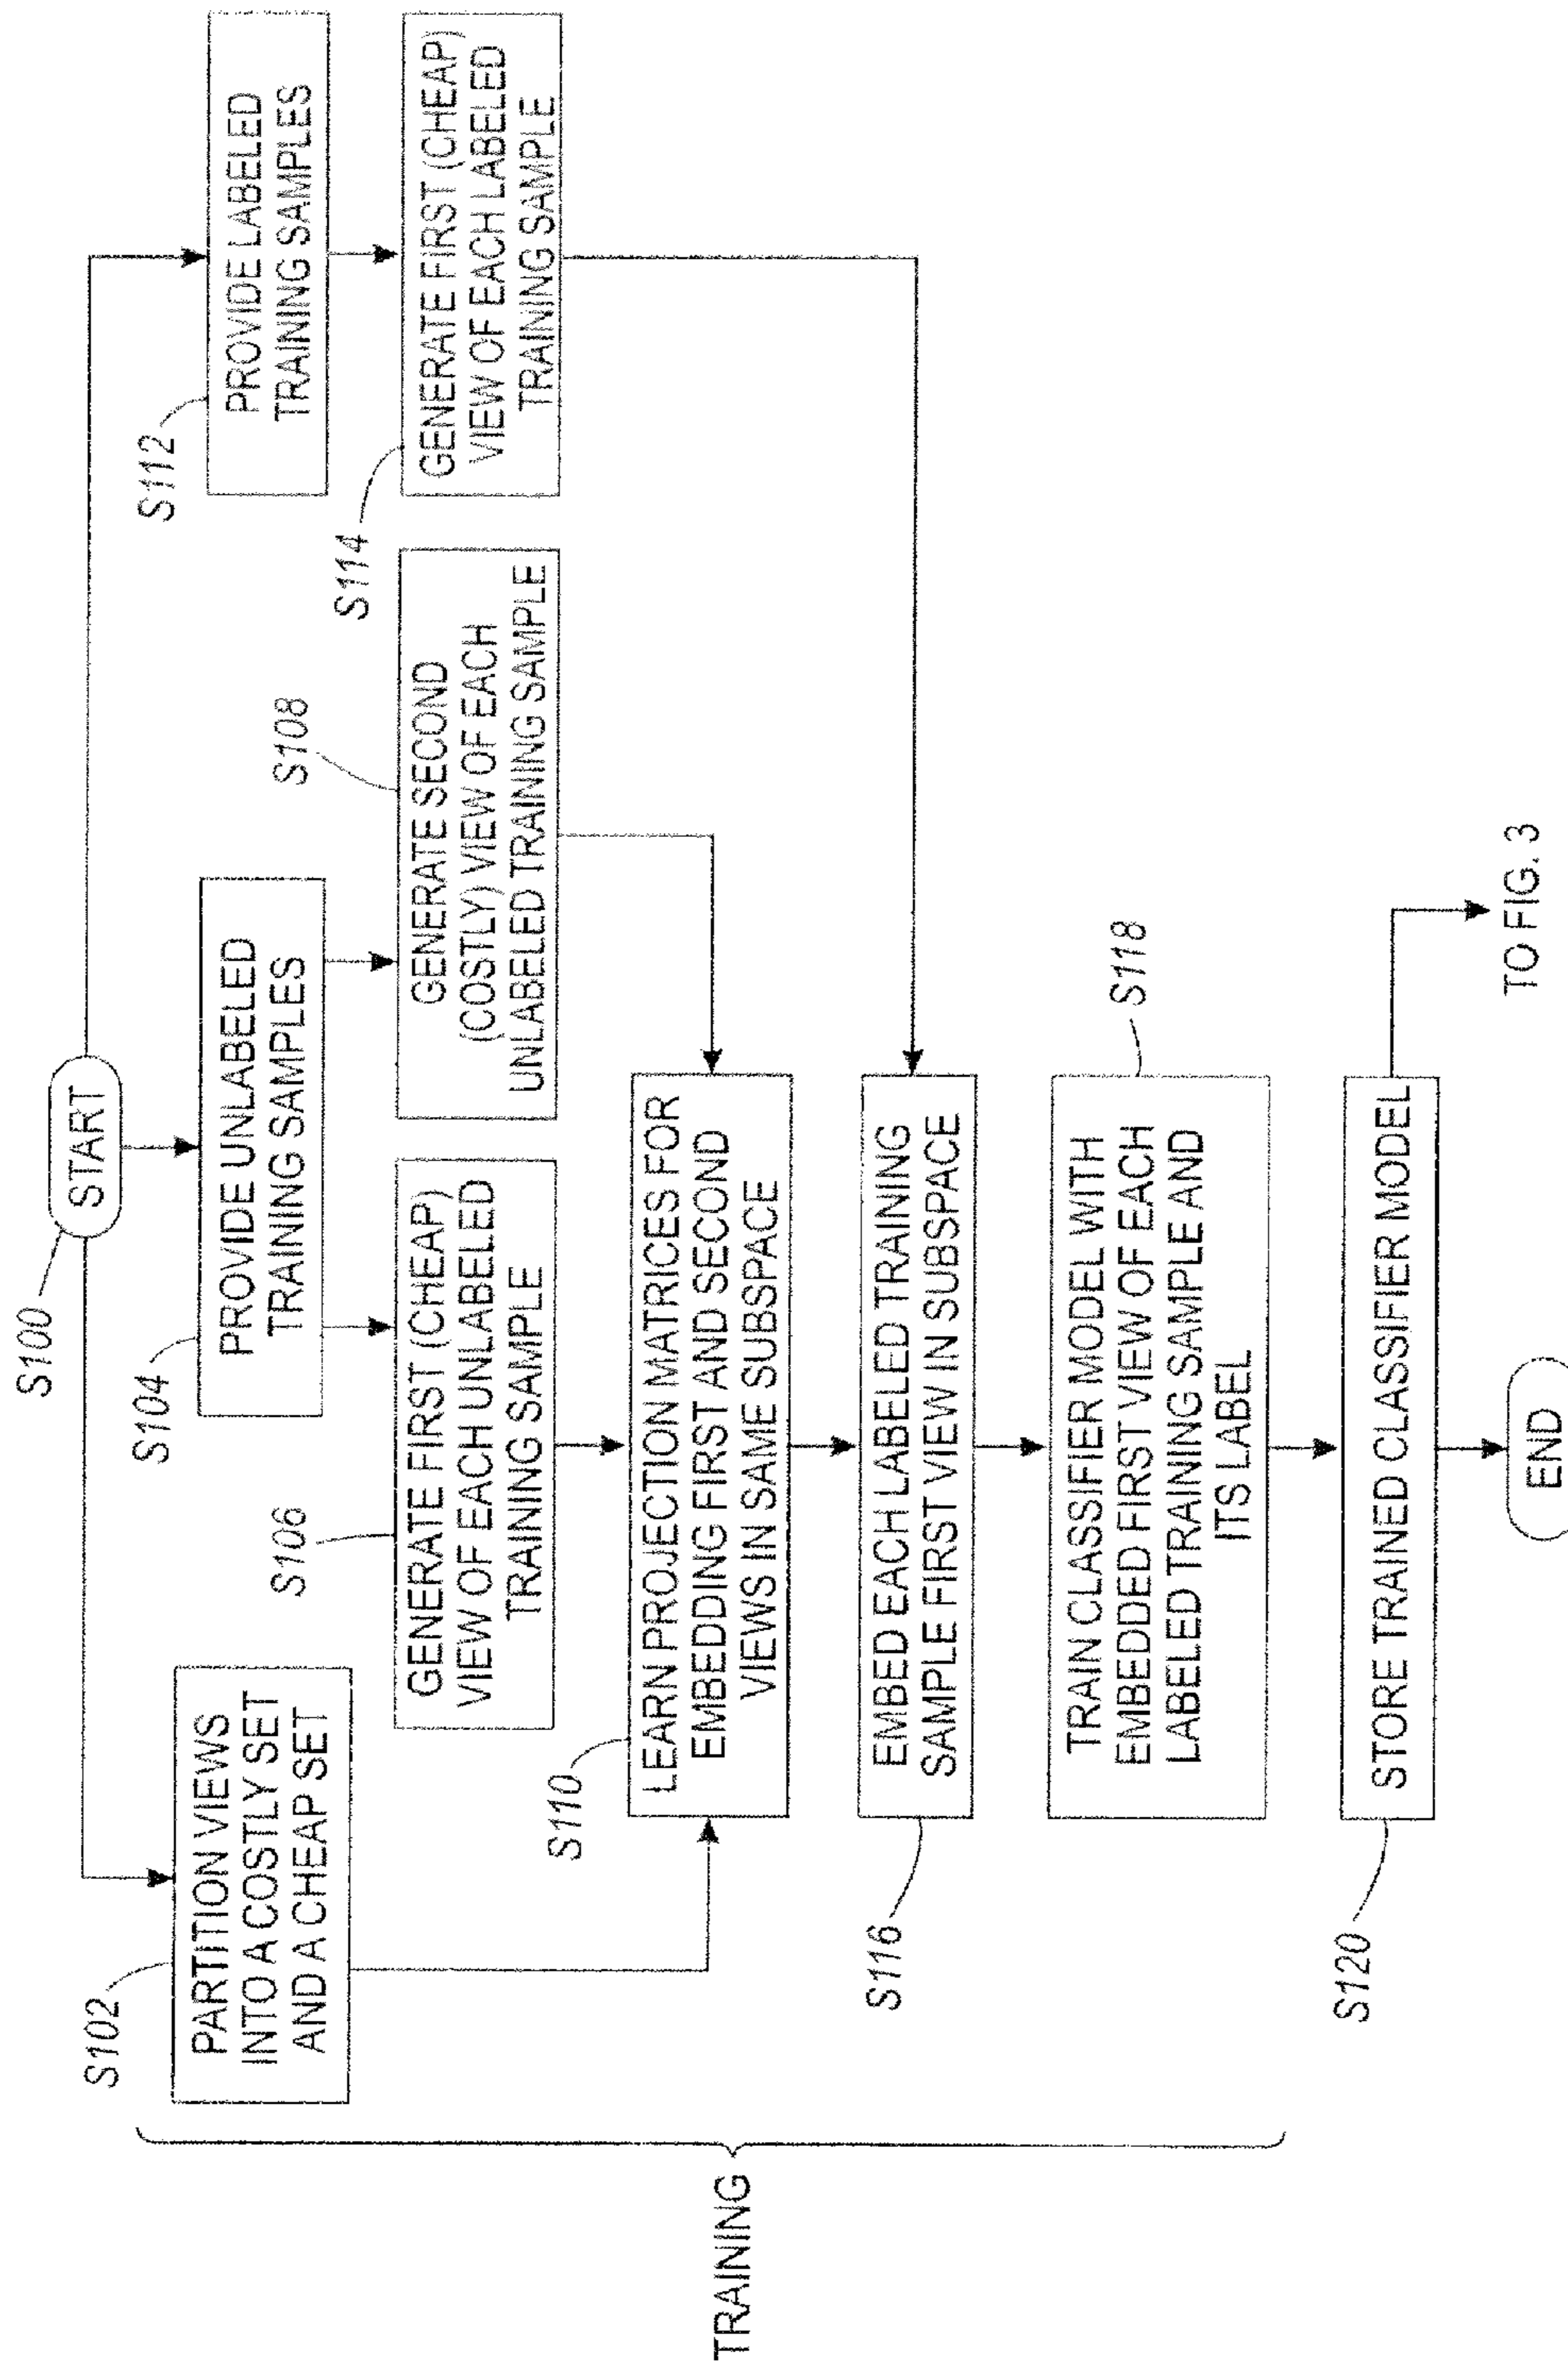 S100
START
S102
PARTITION VIEWS
INTO A COSTLY SET
AND A CHEAP SET
S104
PROVIDE UNLABELED
TRAINING SAMPLES
S112
PROVIDE LABELED
TRAINING SAMPLES
S106
GENERATE FIRST (CHEAP)
VIEW OF EACH UNLABELED
TRAINING SAMPLE
S108
GENERATE SECOND
(COSTLY) VIEW OF EACH
UNLABELED TRAINING SAMPLE
S114
GENERATE FIRST (CHEAP)
VIEW OF EACH LABELED
TRAINING SAMPLE
S110
LEARN PROJECTION MATRICES FOR
EMBEDDING FIRST AND SECOND
VIEWS IN SAME SUBSPACE
TRAINING
S116
EMBED EACH LABELED TRAINING
SAMPLE FIRST VIEW IN SUBSPACE
S118
TRAIN CLASSIFIER MODEL WITH
EMBEDDED FIRST VIEW OF EACH
LABELED TRAINING SAMPLE AND
ITS LABEL
S120
STORE TRAINED CLASSIFIER MODEL
TO FIG. 3
END